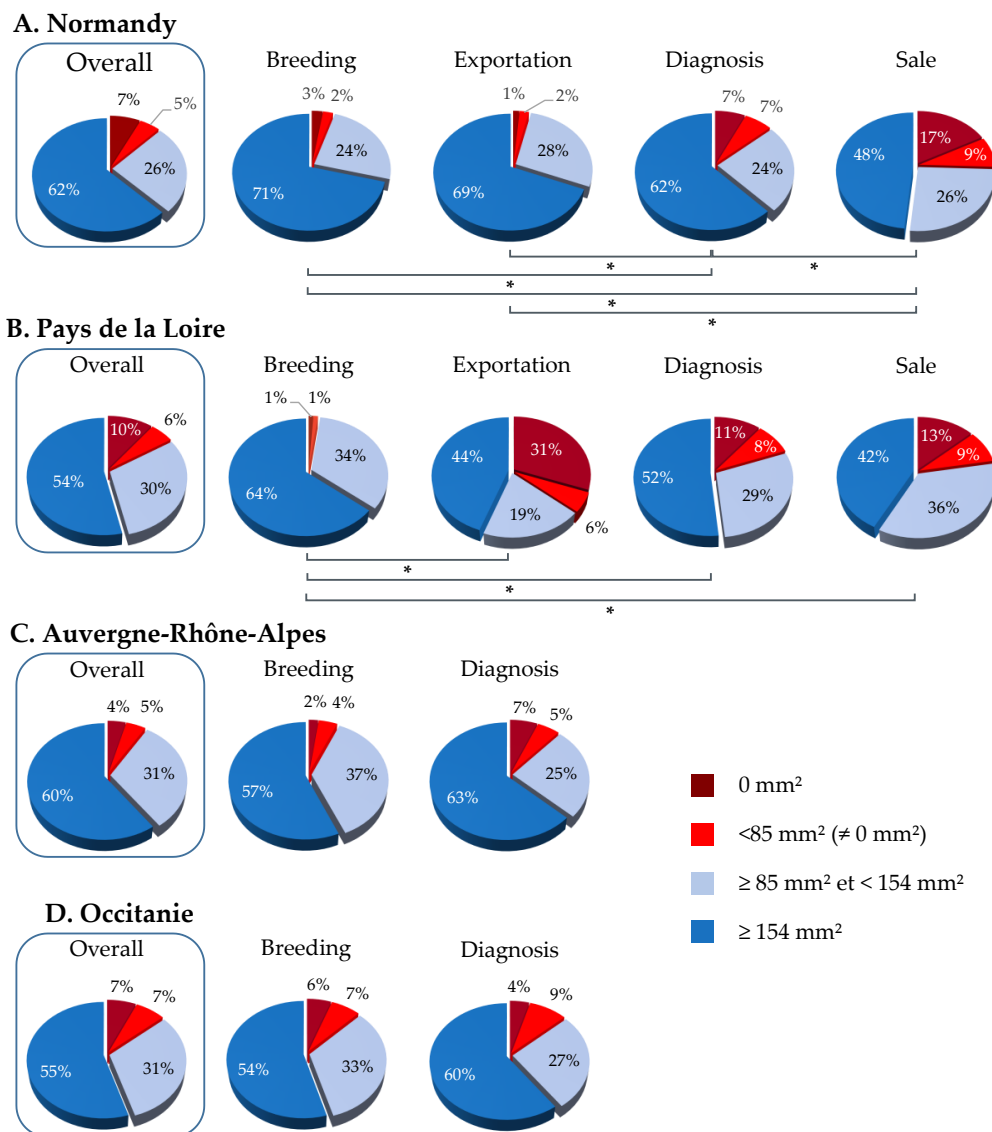 A. Normandy
Overall
Breeding
Exportation
Diagnosis
Sale
7%
5%
26%
62%
3%
2%
24%
71%
1%
2%
28%
69%
7%
7%
24%
62%
17%
9%
26%
48%
* *
*
*
*
B. Pays de la Loire
Overall
Breeding
Exportation
Diagnosis
Sale
10%
6%
30%
54%
1%
1%
34%
64%
31%
6%
19%
44%
11%
8%
29%
52%
13%
9%
36%
42%
*
*
*
C. Auvergne-Rhône-Alpes
Overall
Breeding
Diagnosis
4%
5%
31%
60%
2%
4%
37%
57%
7%
5%
25%
63%
0 mm²
<85 mm² (≠ 0 mm²)
≥ 85 mm² et < 154 mm²
≥ 154 mm²
D. Occitanie
Overall
Breeding
Diagnosis
7%
7%
31%
55%
6%
7%
33%
54%
4%
9%
27%
60%